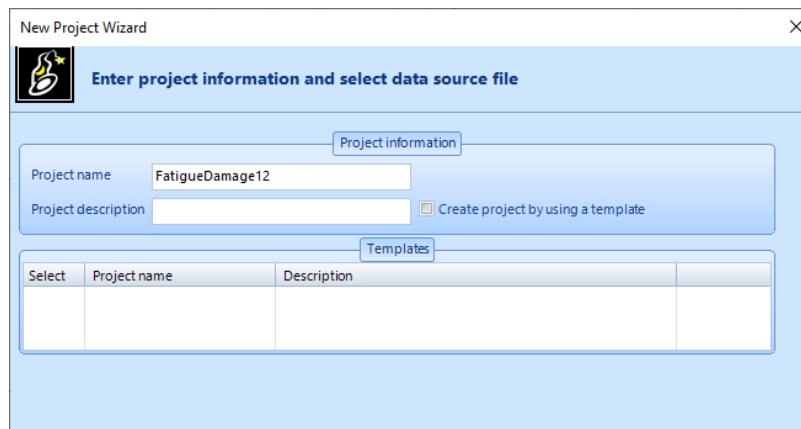 New Project Wizard
Enter project information and select data source file
Project information
Project name FatigueDamage12
Project description Create project by using a template
Templates
Select Project name Description